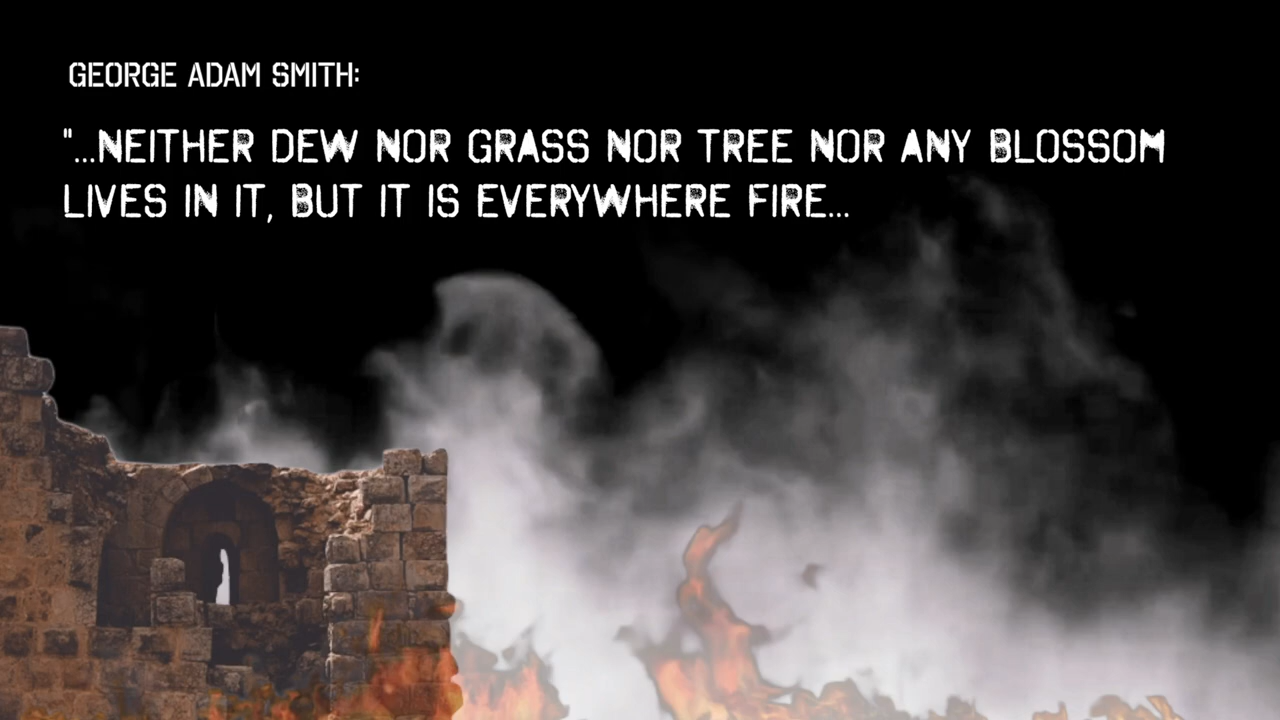 GEORGE ADAM SMITH:
"...NEITHER DEW NOR GRASS NOR TREE NOR ANY BLOSSOM
LIVES IN IT, BUT IT IS EVERYWHERE FIRE...